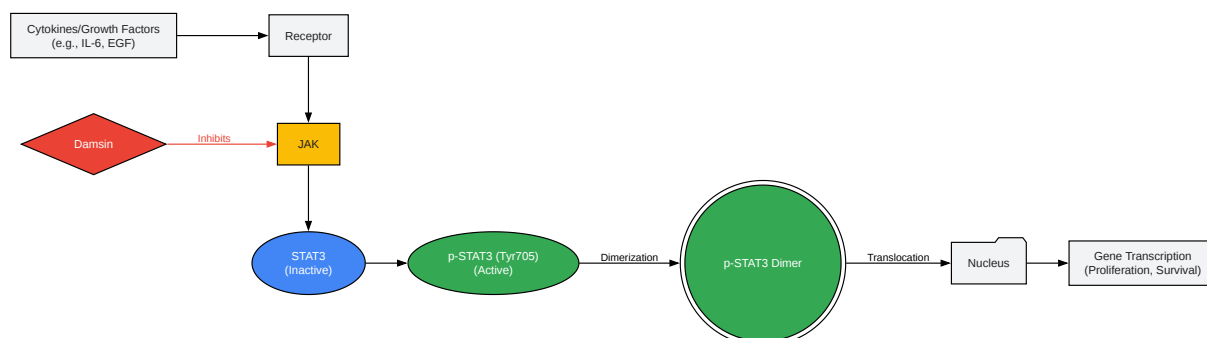 Cytokines/Growth Factors
(e.g., IL-6, EGF)
Receptor
Damsin
Inhibits
JAK
STAT3
(Inactive)
p-STAT3 (Tyr705)
(Active)
Dimerization
p-STAT3 Dimer
Translocation
Nucleus
Gene Transcription
(Proliferation, Survival)